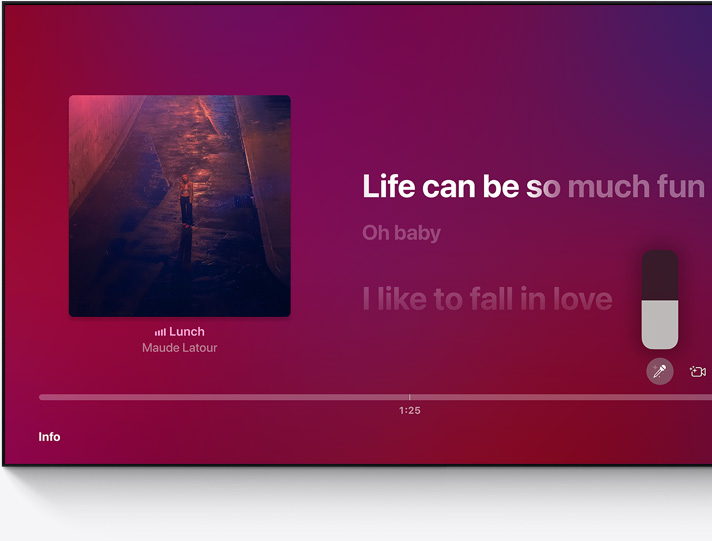 Life can be so much fun
Oh baby
I like to fall in love
Lunch
Maude Latour
1:25
Info